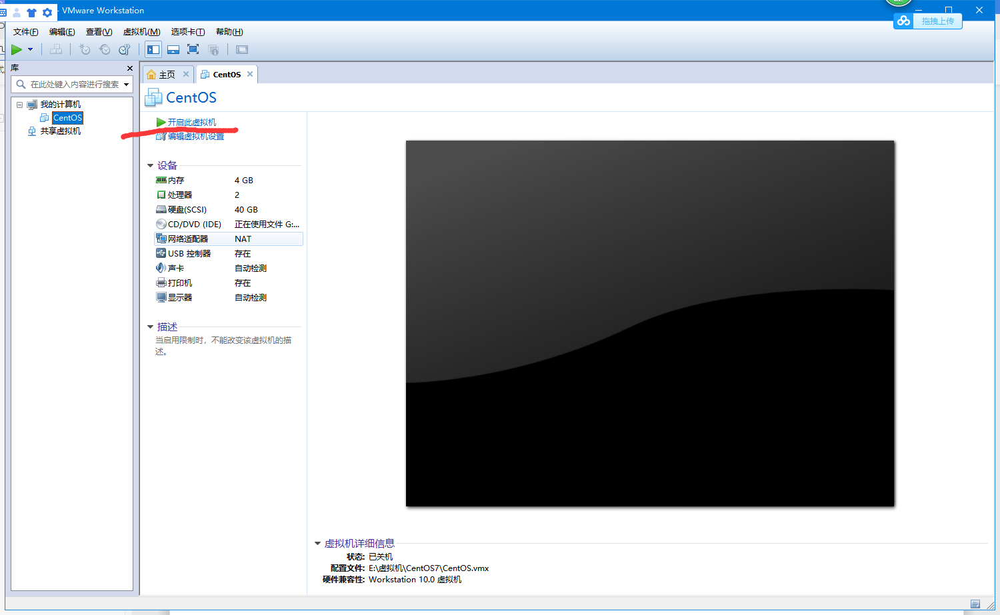 - VMware Workstation
拖拽上传
文件(F) 编辑(E) 查看(V) 虚拟机(M) 选项卡(T) 帮助(H)
库
在此处键入内容进行搜索
我的计算机
CentOS
共享虚拟机
主页 CentOS
CentOS
开启此虚拟机
编辑虚拟机设置
设备
内存 4 GB
处理器 2
硬盘(SCSI) 40 GB
CD/DVD (IDE) 正在使用文件 G:...
网络适配器 NAT
USB 控制器 存在
声卡 自动检测
打印机 存在
显示器 自动检测
描述
当启用限制时，不能改变该虚拟机的描
述。
虚拟机详细信息
状态: 已关机
配置文件: E:\虚拟机\CentOS7\CentOS.vmx
硬件兼容性: Workstation 10.0 虚拟机